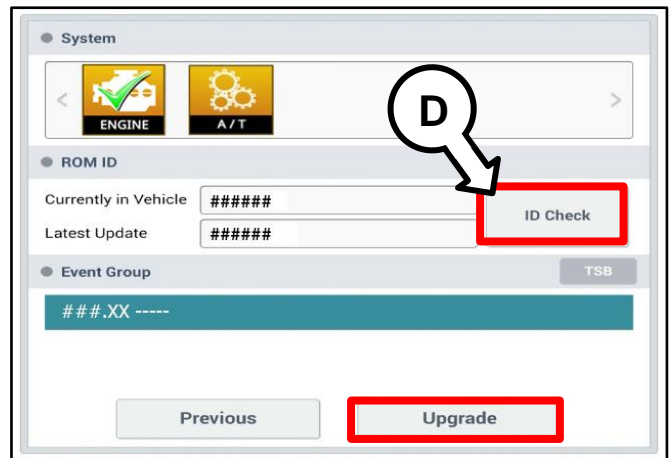 System
< ENGINE A/T >
D
ROM ID
Currently in Vehicle ######
ID Check
Latest Update ######
Event Group TSB
###.XX -----
Previous Upgrade